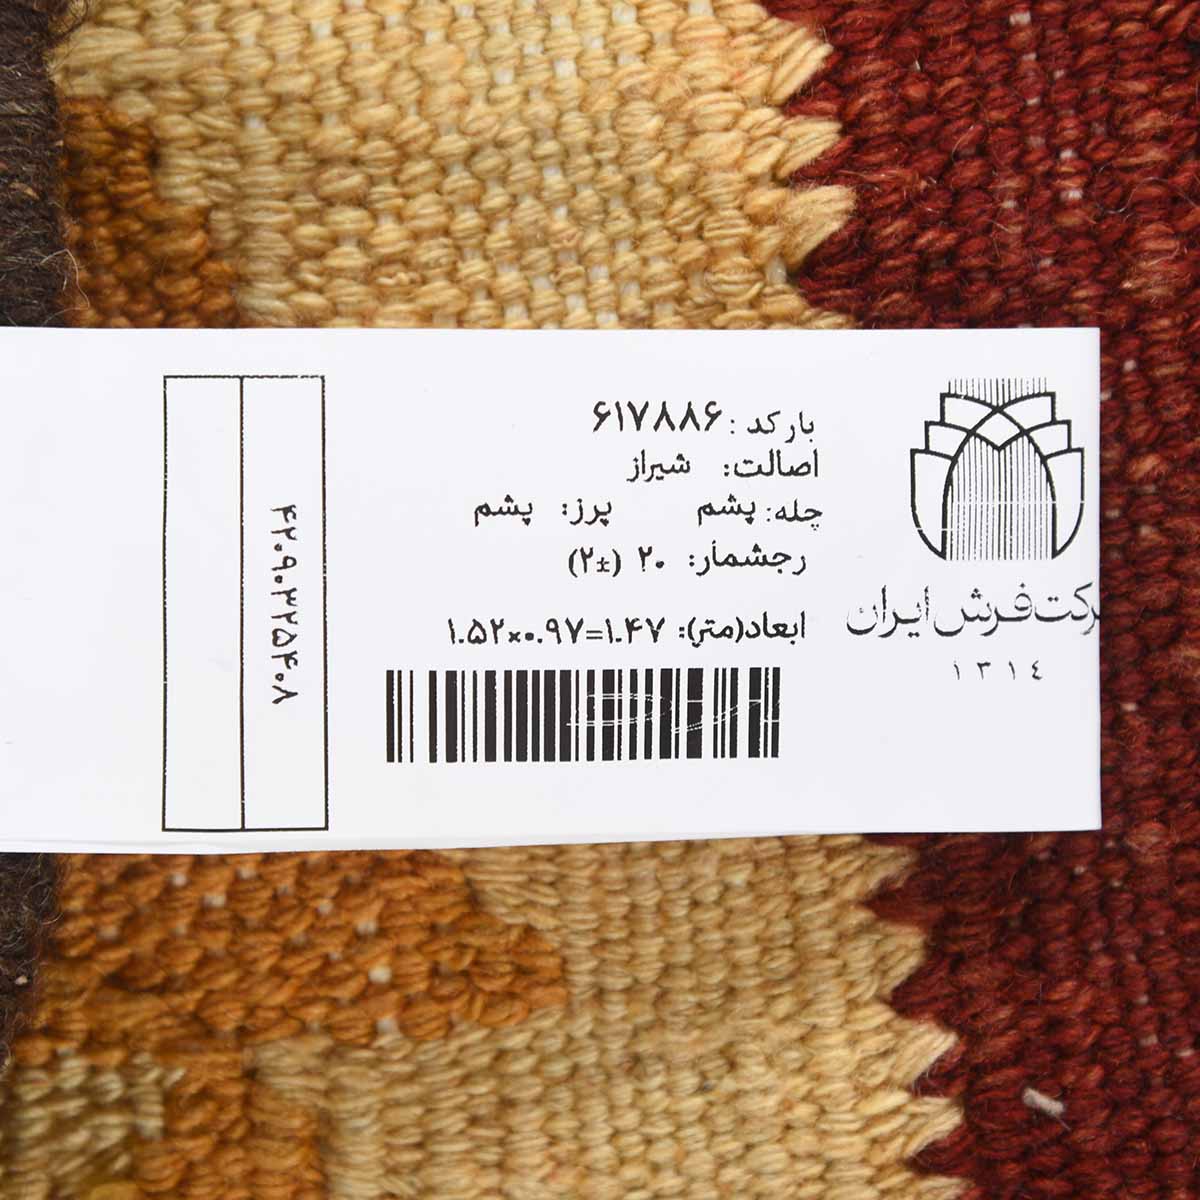 بارکد: ۶۱۷۸۸۶
اصالت: شیراز
چله: پشم پرز: پشم
رجشمار: ۲۰ (±۲)
ابعاد(متر): ۱.۵۲×۰.۹۷=۱.۴۷
شرکت فرش ایران
۱۳۱٤
۴۲۰۹۰۳۲۵۴۰۸